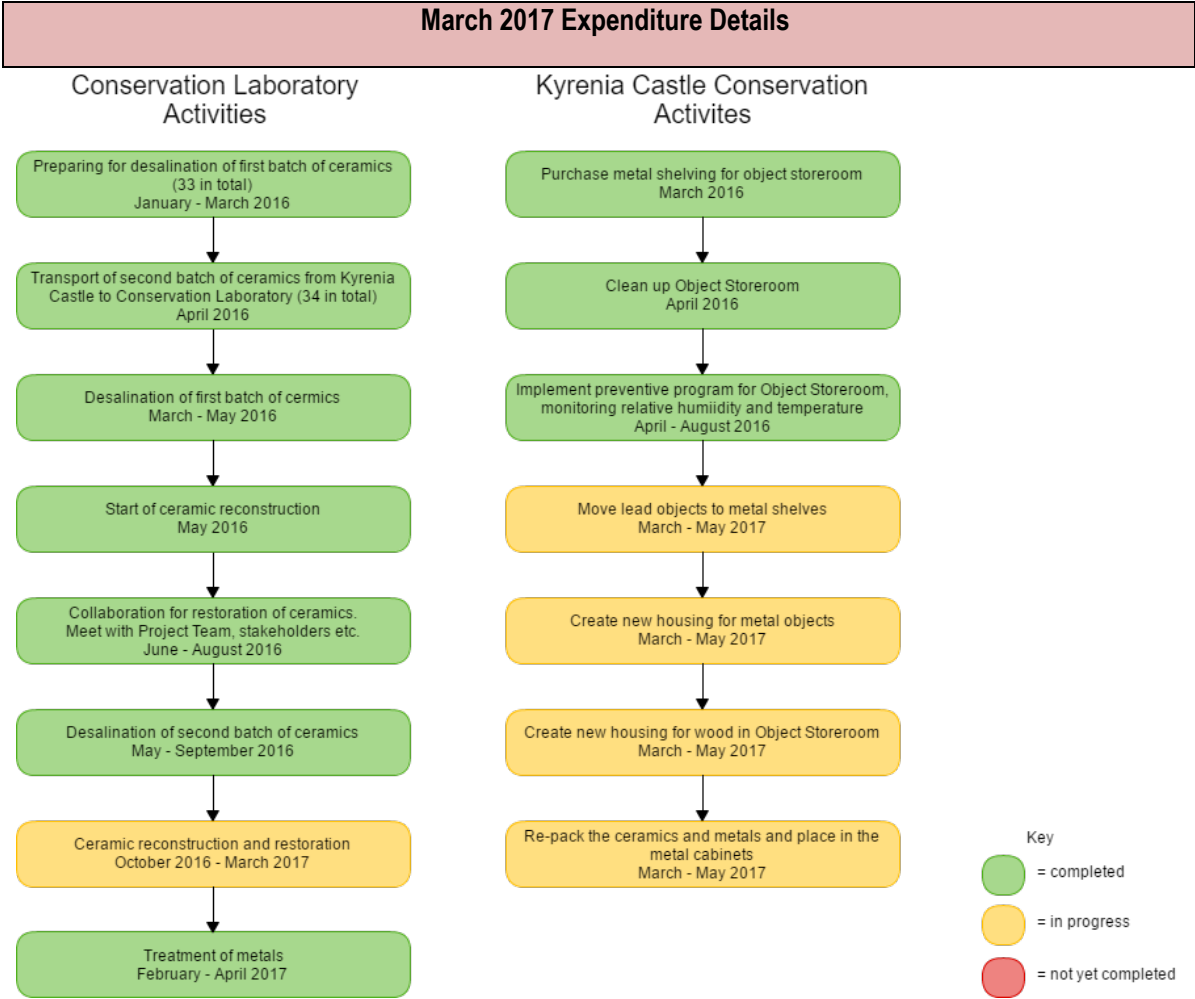 March 2017 Expenditure Details
Conservation Laboratory
Activities
Preparing for desalination of first batch of ceramics
(33 in total)
January - March 2016
Transport of second batch of ceramics from Kyrenia
Castle to Conservation Laboratory (34 in total)
April 2016
Desalination of first batch of cermics
March - May 2016
Start of ceramic reconstruction
May 2016
Collaboration for restoration of ceramics.
Meet with Project Team, stakeholders etc.
June - August 2016
Desalination of second batch of ceramics
May - September 2016
Ceramic reconstruction and restoration
October 2016 - March 2017
Treatment of metals
February - April 2017
Kyrenia Castle Conservation
Activites
Purchase metal shelving for object storeroom
March 2016
Clean up Object Storeroom
April 2016
Implement preventive program for Object Storeroom,
monitoring relative humiidity and temperature
April - August 2016
Move lead objects to metal shelves
March - May 2017
Create new housing for metal objects
March - May 2017
Create new housing for wood in Object Storeroom
March - May 2017
Re-pack the ceramics and metals and place in the
metal cabinets
March - May 2017
Key
= completed
= in progress
= not yet completed